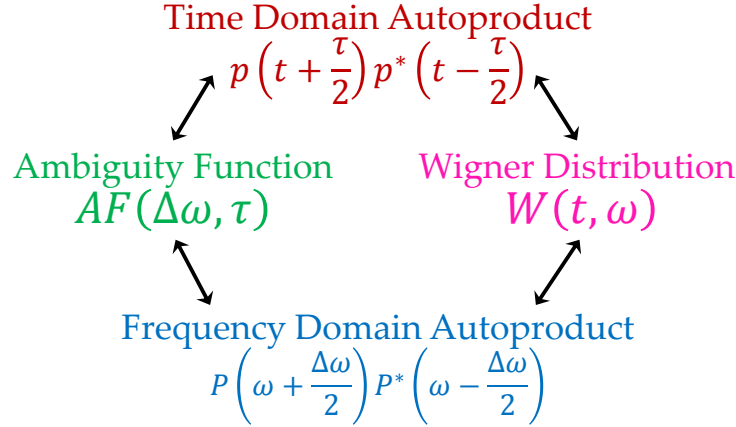 Time Domain Autoproduct
p(t + τ/2) p*(t − τ/2)
Ambiguity Function Wigner Distribution
AF(Δω, τ) W(t, ω)
Frequency Domain Autoproduct
P(ω + Δω/2) P*(ω − Δω/2)